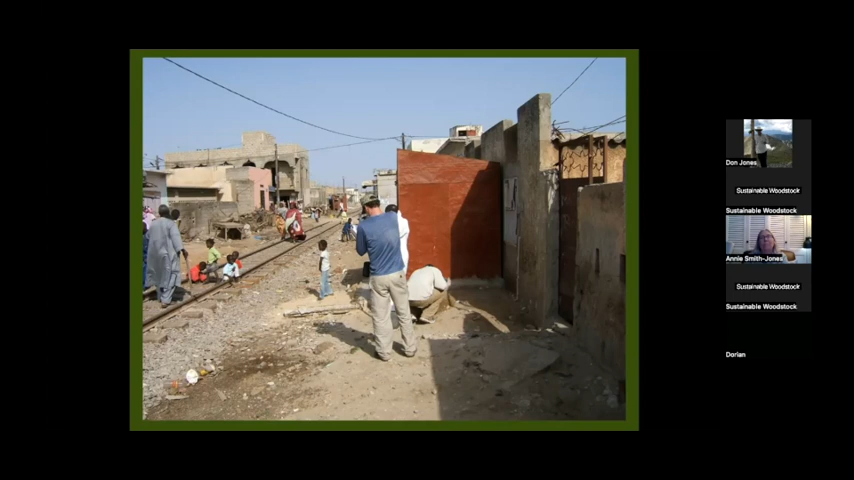 Don Jones
Sustainable Woodstock
Sustainable Woodstock
Annie Smith-Jones
Sustainable Woodstock
Sustainable Woodstock
Dorian